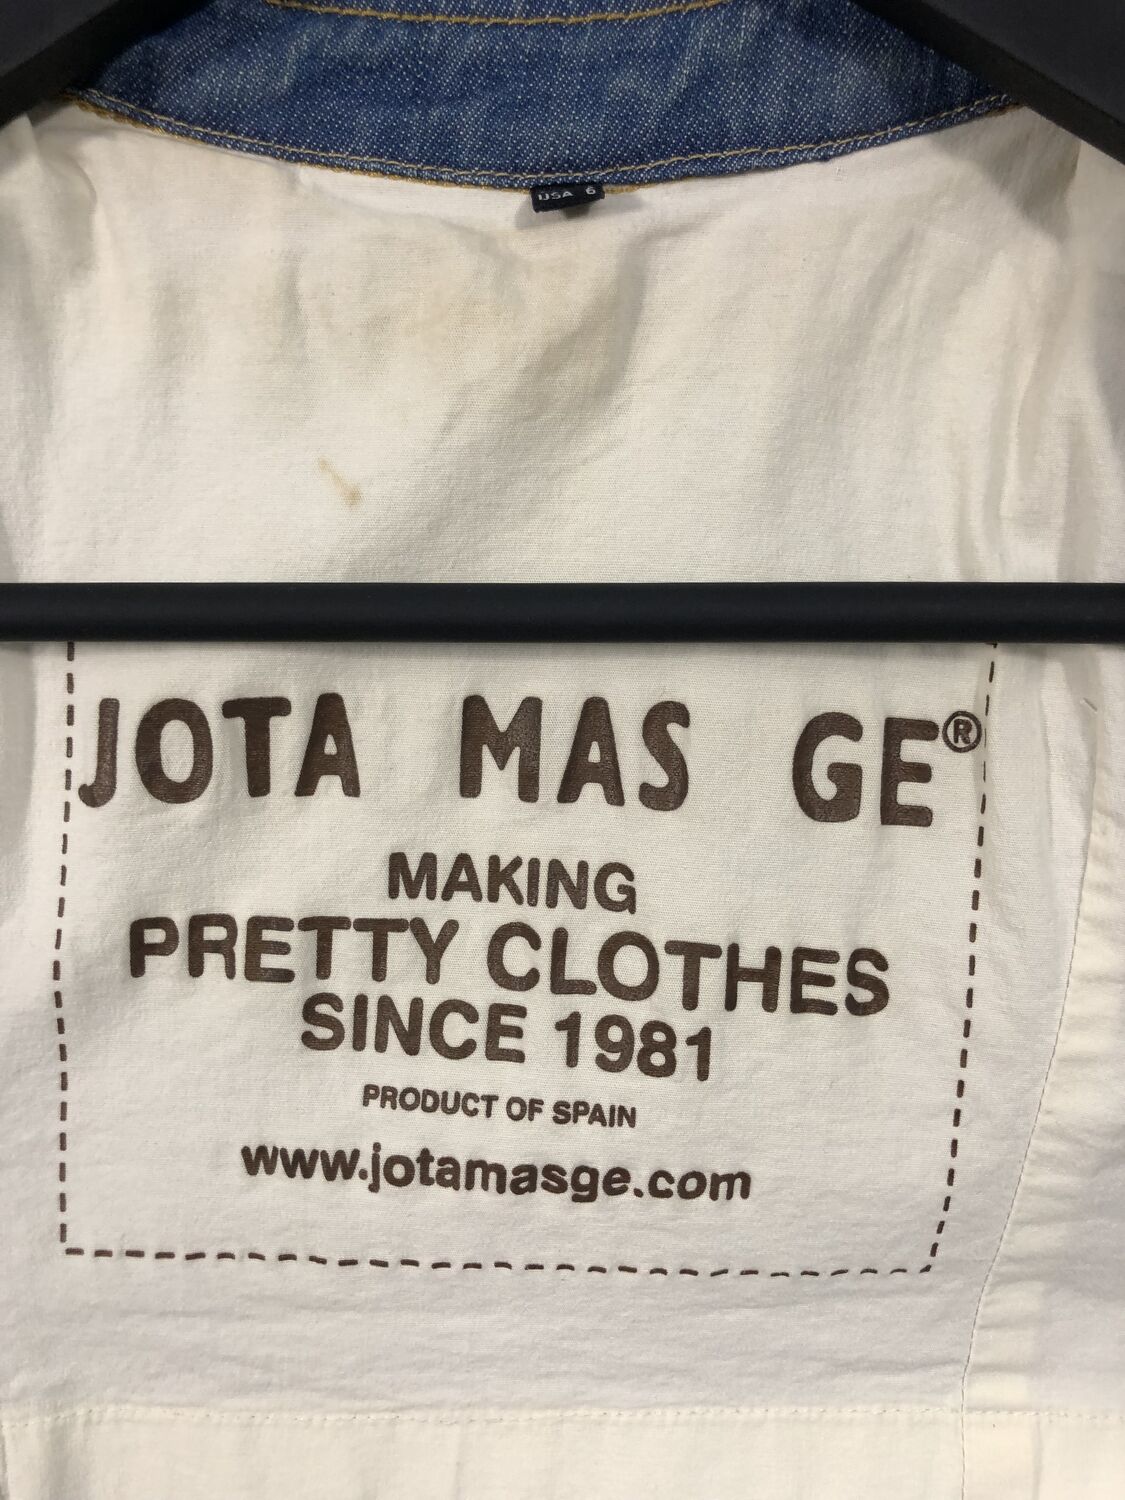 USA 6
JOTA MAS GE®
MAKING
PRETTY CLOTHES
SINCE 1981
PRODUCT OF SPAIN
www.jotamasge.com